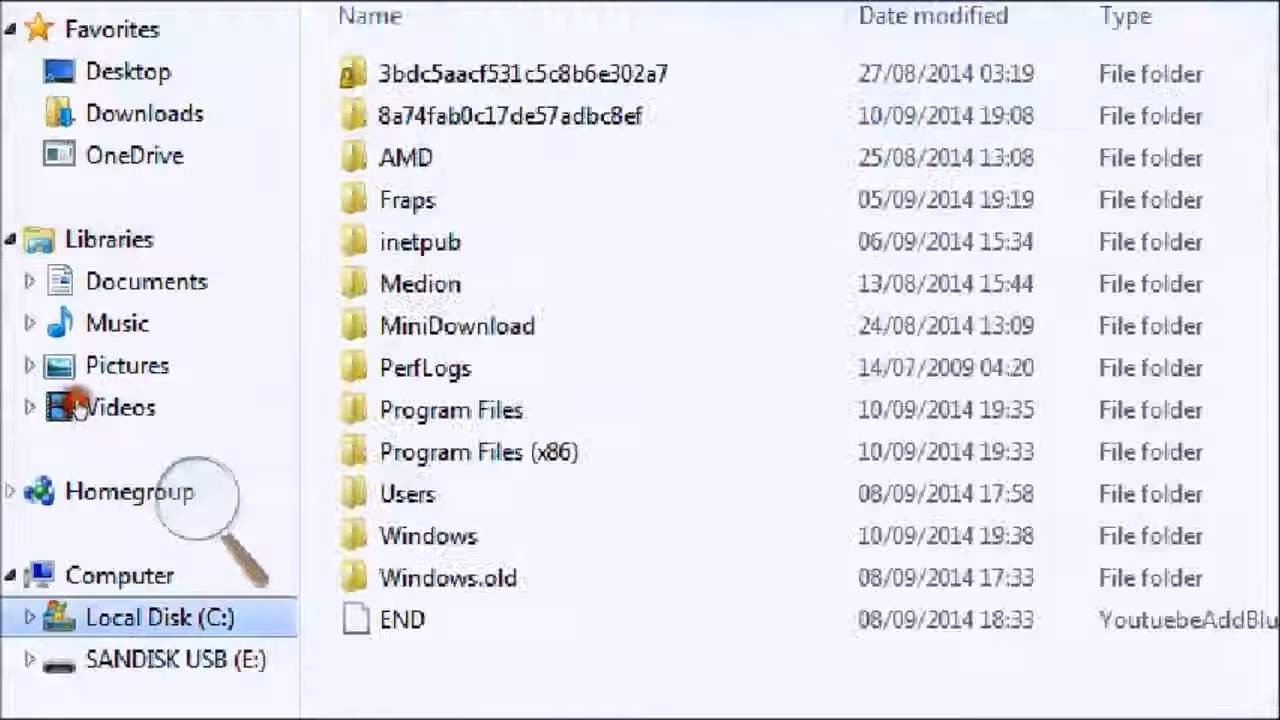 Favorites
Desktop
Downloads
OneDrive
Libraries
Documents
Music
Pictures
Videos
Homegroup
Computer
Local Disk (C:)
SANDISK USB (E:)
Name Date modified Type
3bdc5aacf531c5c8b6e302a7 27/08/2014 03:19 File folder
8a74fab0c17de57adbc8ef 10/09/2014 19:08 File folder
AMD 25/08/2014 13:08 File folder
Fraps 05/09/2014 19:19 File folder
inetpub 06/09/2014 15:34 File folder
Medion 13/08/2014 15:44 File folder
MiniDownload 24/08/2014 13:09 File folder
PerfLogs 14/07/2009 04:20 File folder
Program Files 10/09/2014 19:35 File folder
Program Files (x86) 10/09/2014 19:33 File folder
Users 08/09/2014 17:58 File folder
Windows 10/09/2014 19:38 File folder
Windows.old 08/09/2014 17:33 File folder
END 08/09/2014 18:33 YoutuebeAddBlu